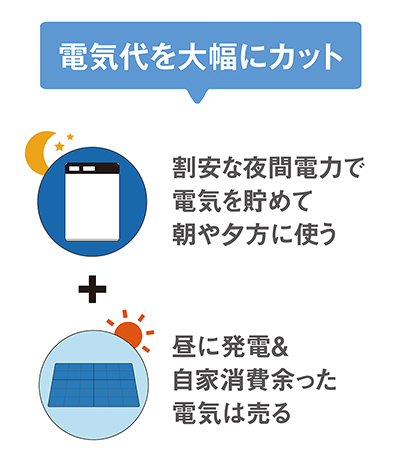 電気代を大幅にカット
割安な夜間電力で
電気を貯めて
朝や夕方に使う
+
昼に発電&
自家消費余った
電気は売る